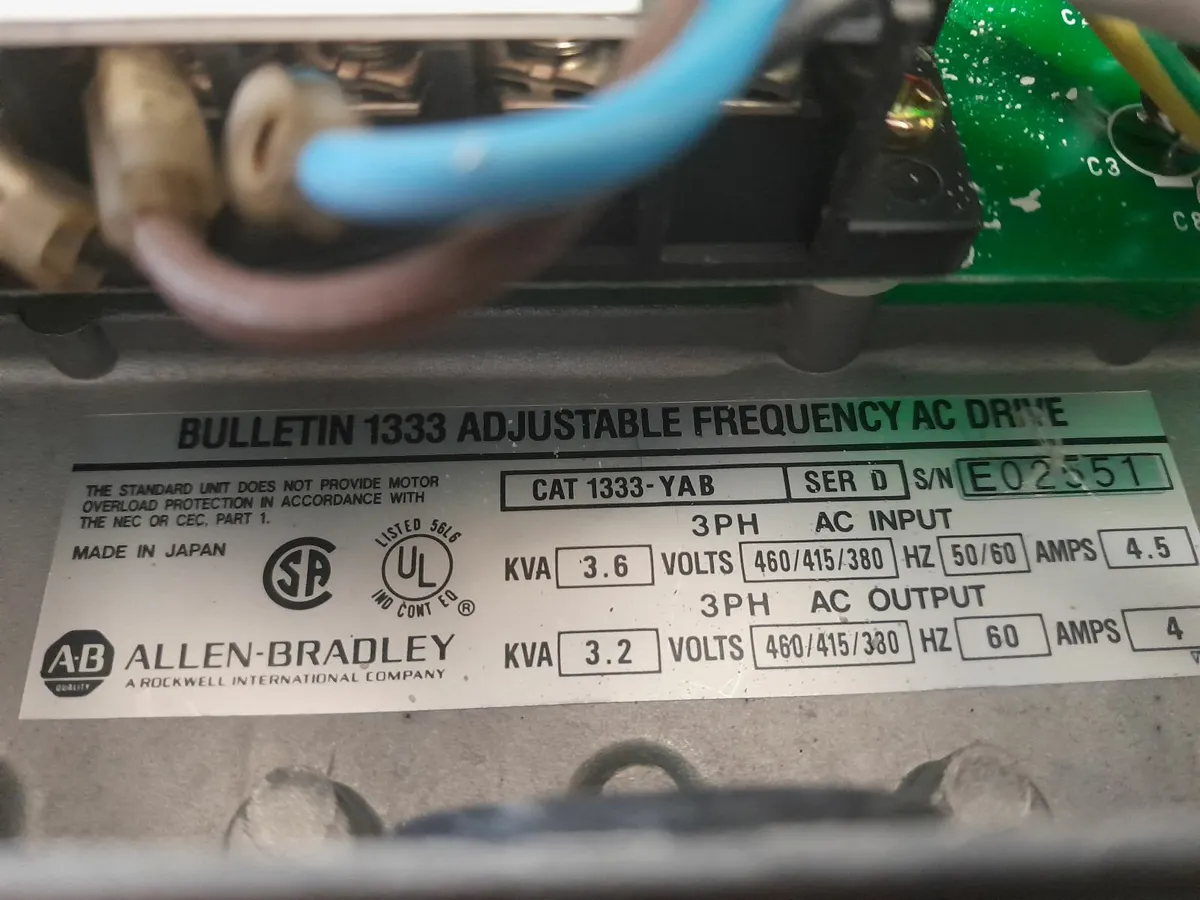 C3
BULLETIN 1333 ADJUSTABLE FREQUENCY AC DRIVE
THE STANDARD UNIT DOES NOT PROVIDE MOTOR
OVERLOAD PROTECTION IN ACCORDANCE WITH
THE NEC OR CEC, PART 1.
MADE IN JAPAN
SA
LISTED 56L6
UL
IND CONT EQ ®
A-B
QUALITY
ALLEN-BRADLEY
A ROCKWELL INTERNATIONAL COMPANY
CAT 1333-YAB SER D S/N E02551
3PH AC INPUT
KVA 3.6 VOLTS 460/415/380 HZ 50/60 AMPS 4.5
3PH AC OUTPUT
KVA 3.2 VOLTS 460/415/380 HZ 60 AMPS 4